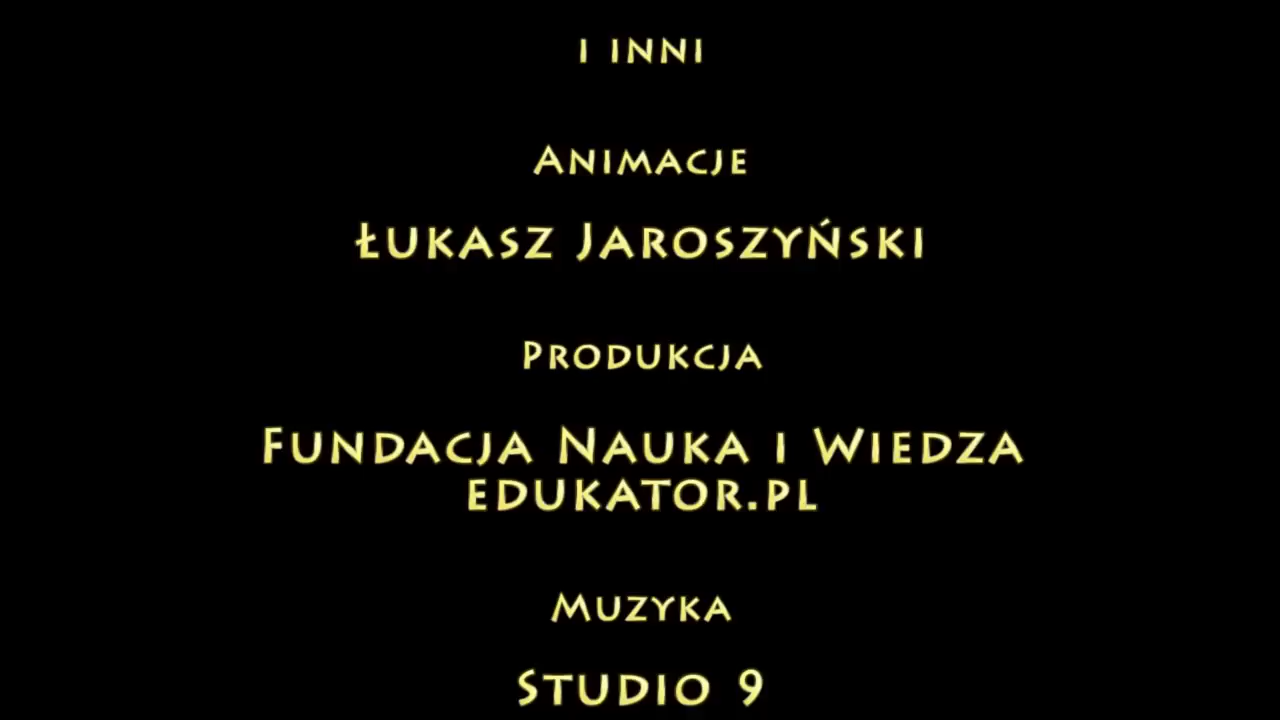 i inni
Animacje
Łukasz Jaroszyński
Produkcja
Fundacja Nauka i Wiedza
edukator.pl
Muzyka
Studio 9